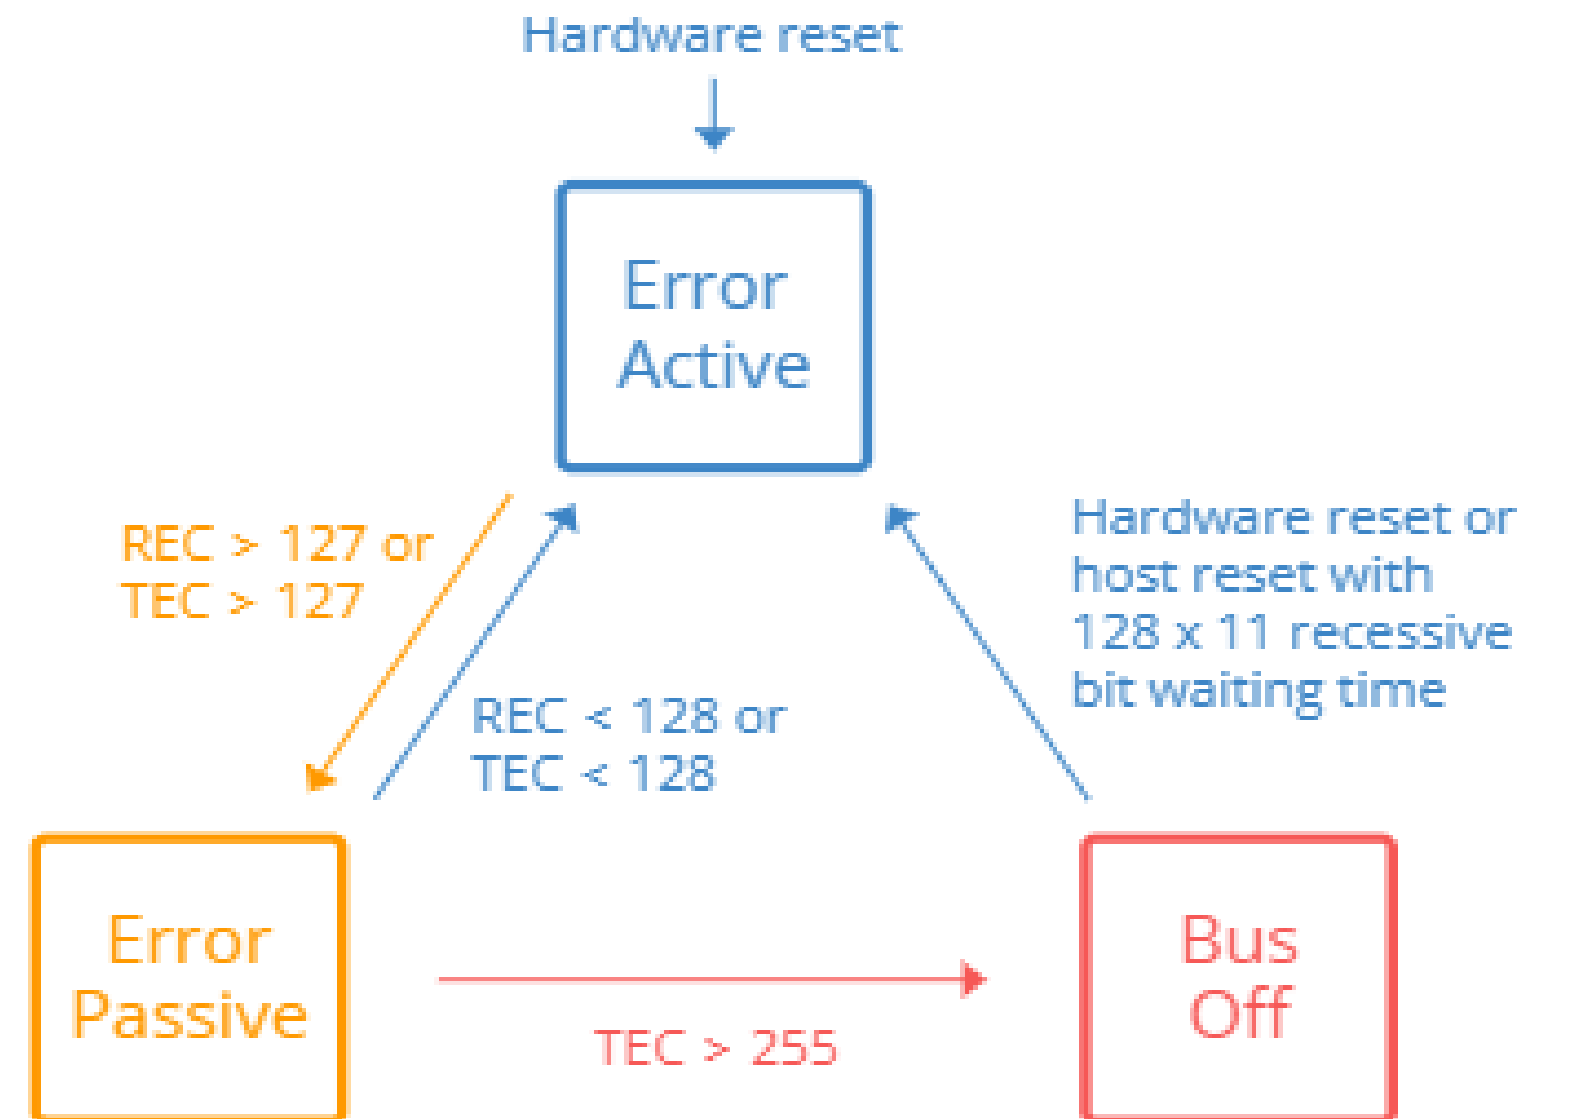 Hardware reset
Error
Active
REC > 127 or
TEC > 127
REC < 128 or
TEC < 128
Hardware reset or
host reset with
128 x 11 recessive
bit waiting time
Error
Passive
TEC > 255
Bus
Off